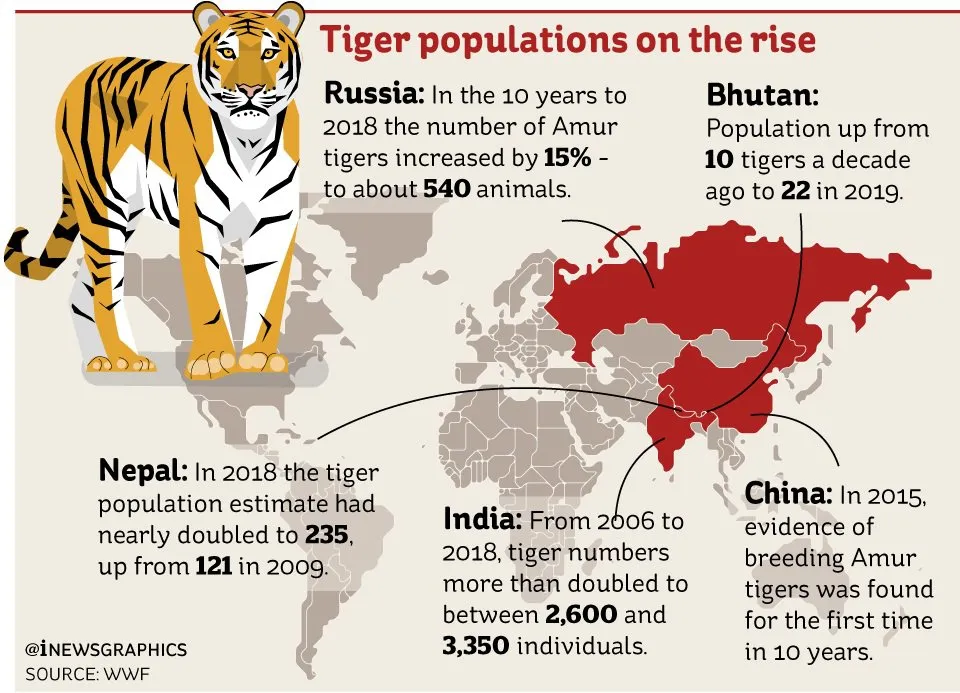 Tiger populations on the rise
Russia: In the 10 years to
2018 the number of Amur
tigers increased by 15% -
to about 540 animals.
Bhutan:
Population up from
10 tigers a decade
ago to 22 in 2019.
Nepal: In 2018 the tiger
population estimate had
nearly doubled to 235,
up from 121 in 2009.
India: From 2006 to
2018, tiger numbers
more than doubled to
between 2,600 and
3,350 individuals.
China: In 2015,
evidence of
breeding Amur
tigers was found
for the first time
in 10 years.
@iNEWSGRAPHICS
SOURCE: WWF